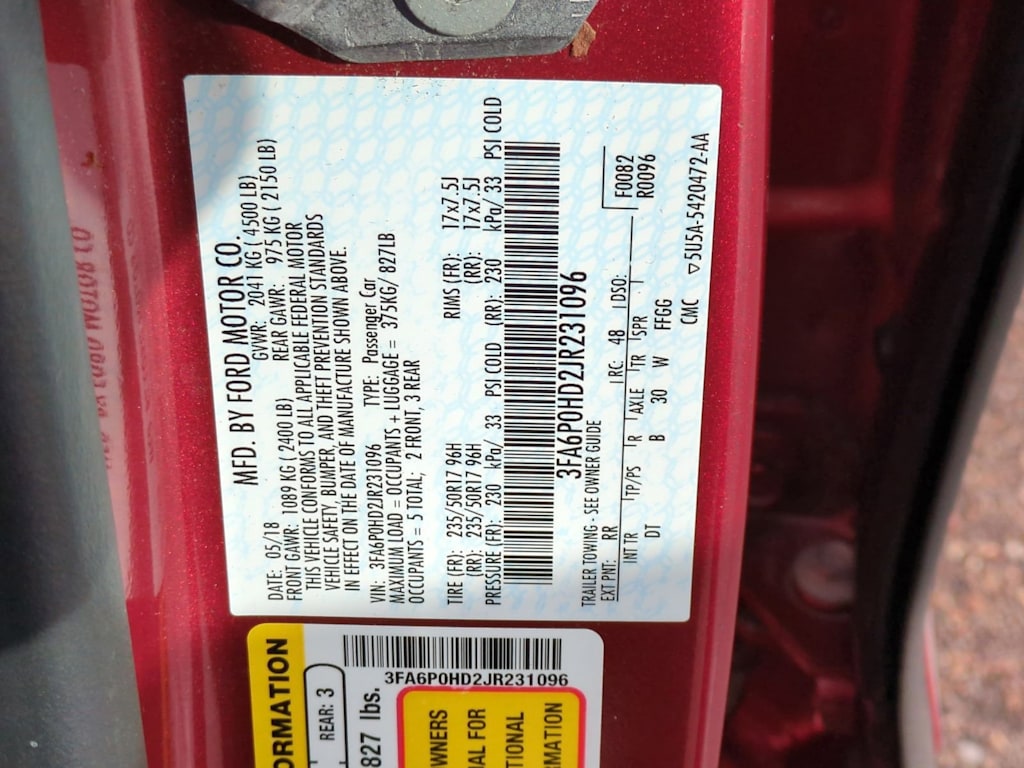 MFD. BY FORD MOTOR CO.
DATE: 05/18 GVWR: 2041 KG ( 4500 LB)
FRONT GAWR: 1089 KG ( 2400 LB) REAR GAWR: 975 KG ( 2150 LB)
THIS VEHICLE CONFORMS TO ALL APPLICABLE FEDERAL MOTOR
VEHICLE SAFETY, BUMPER, AND THEFT PREVENTION STANDARDS
IN EFFECT ON THE DATE OF MANUFACTURE SHOWN ABOVE.
VIN: 3FA6P0HD2JR231096 TYPE: Passenger Car
MAXIMUM LOAD = OCCUPANTS + LUGGAGE = 375KG/ 827LB
OCCUPANTS = 5 TOTAL; 2 FRONT, 3 REAR
TIRE (FR): 235/50R17 96H RIMS (FR): 17x7.5J
(RR): 235/50R17 96H (RR): 17x7.5J
PRESSURE (FR): 230 kPa/ 33 PSI COLD (RR): 230 kPa/ 33 PSI COLD
3FA6P0HD2JR231096
TRAILER TOWING - SEE OWNER GUIDE
EXT PNT: RR RC: 48 DSO: F0082
R0096
INT TR TP/PS R AXLE TR SPR
DT B 30 W FFGG
CMC ▽5U5A-5420472-AA
ORMATION
REAR: 3
827 lbs.
3FA6P0HD2JR231096
WNERS
AL FOR
TIONAL
RMATION